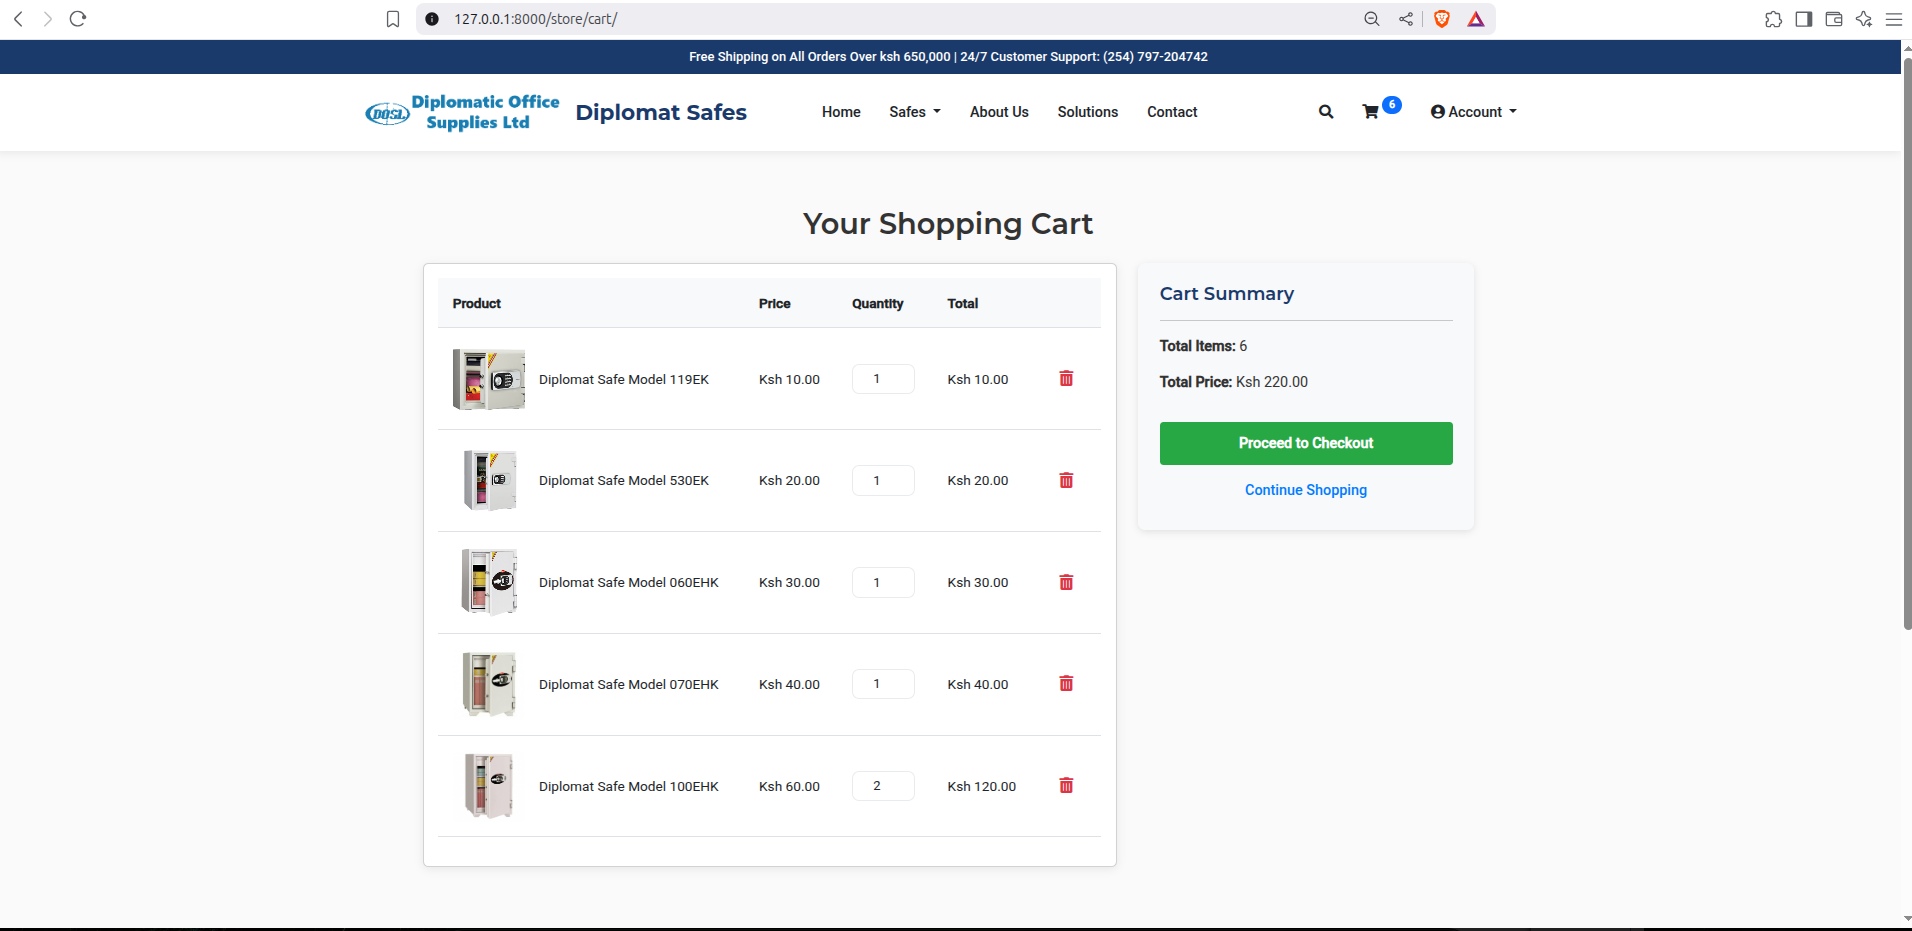 127.0.0.1:8000/store/cart/
Free Shipping on All Orders Over ksh 650,000 | 24/7 Customer Support: (254) 797-204742
DOSL
Diplomatic Office
Supplies Ltd
Diplomat Safes
Home Safes About Us Solutions Contact
6
Account
Your Shopping Cart
Product Price Quantity Total
Diplomat Safe Model 119EK Ksh 10.00 1 Ksh 10.00
Diplomat Safe Model 530EK Ksh 20.00 1 Ksh 20.00
Diplomat Safe Model 060EHK Ksh 30.00 1 Ksh 30.00
Diplomat Safe Model 070EHK Ksh 40.00 1 Ksh 40.00
Diplomat Safe Model 100EHK Ksh 60.00 2 Ksh 120.00
Cart Summary
Total Items: 6
Total Price: Ksh 220.00
Proceed to Checkout
Continue Shopping